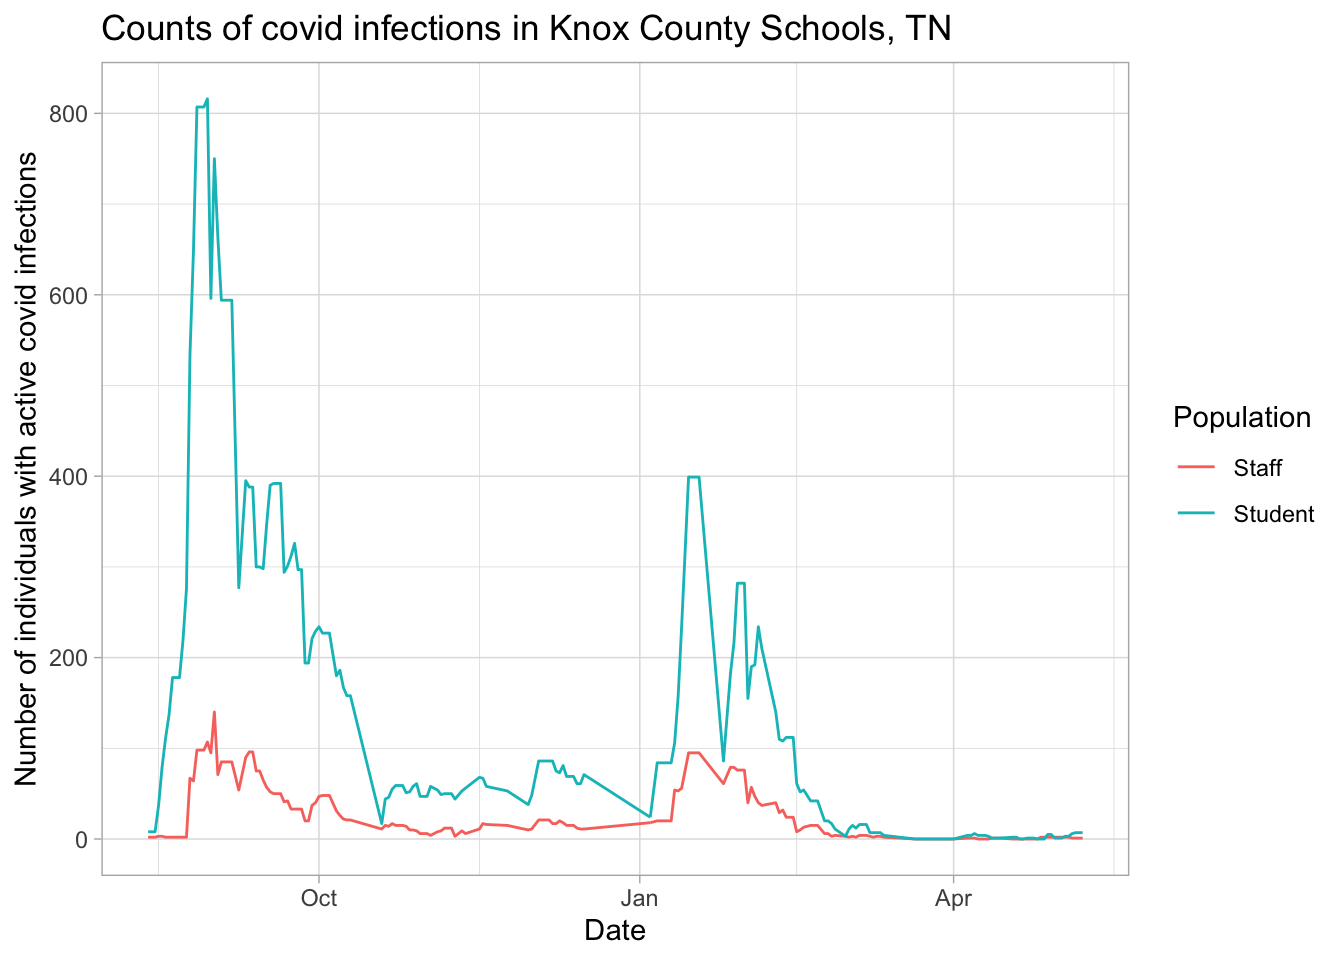 Counts of covid infections in Knox County Schools, TN
Number of individuals with active covid infections
800
600
400
200
0
Oct
Jan
Apr
Date
Population
Staff
Student